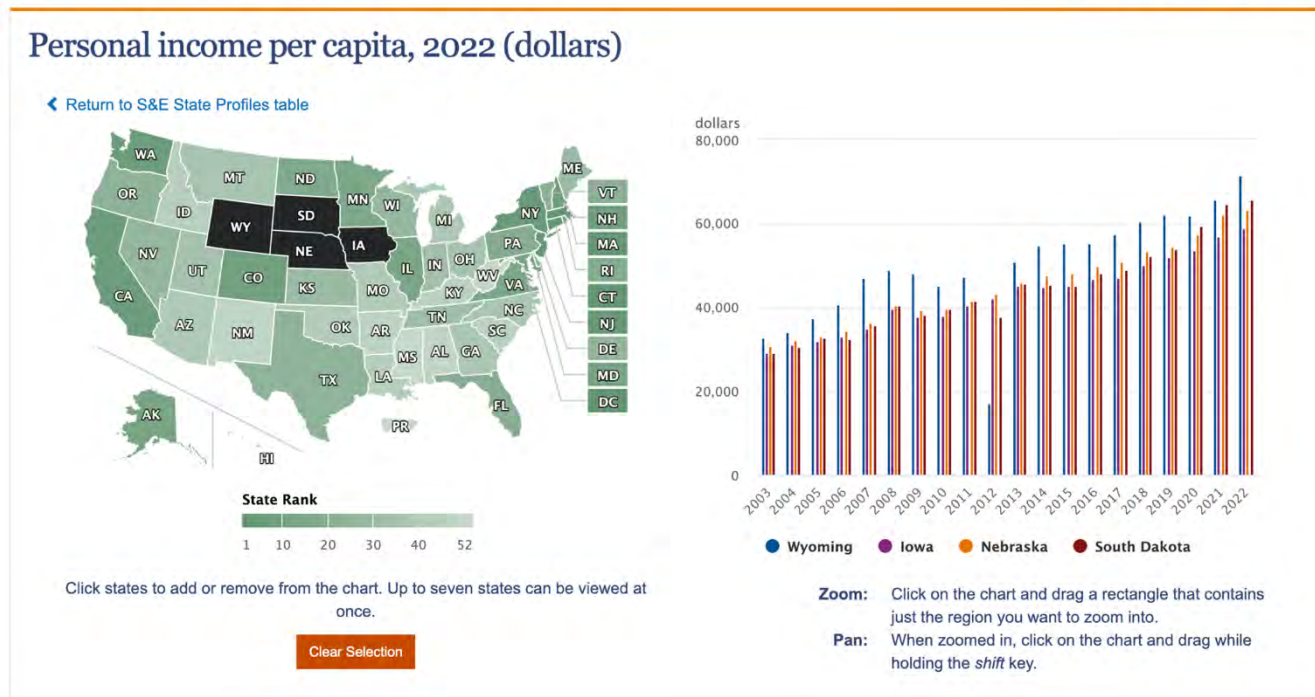 Personal income per capita, 2022 (dollars)
Return to S&E State Profiles table
WA
OR
CA
NV
ID
MT
WY
UT
AZ
CO
NM
ND
SD
NE
KS
OK
TX
MN
IA
MO
AR
LA
WI
IL
MI
IN
OH
KY
TN
MS
AL
GA
FL
SC
NC
VA
WV
PA
NY
ME
VT
NH
MA
RI
CT
NJ
DE
MD
DC
AK
HI
PR
State Rank
1 10 20 30 40 52
Click states to add or remove from the chart. Up to seven states can be viewed at
once.
Clear Selection
dollars
80,000
60,000
40,000
20,000
0
2003 2004 2005 2006 2007 2008 2009 2010 2011 2012 2013 2014 2015 2016 2017 2018 2019 2020 2021 2022
Wyoming Iowa Nebraska South Dakota
Zoom: Click on the chart and drag a rectangle that contains
just the region you want to zoom into.
Pan: When zoomed in, click on the chart and drag while
holding the shift key.